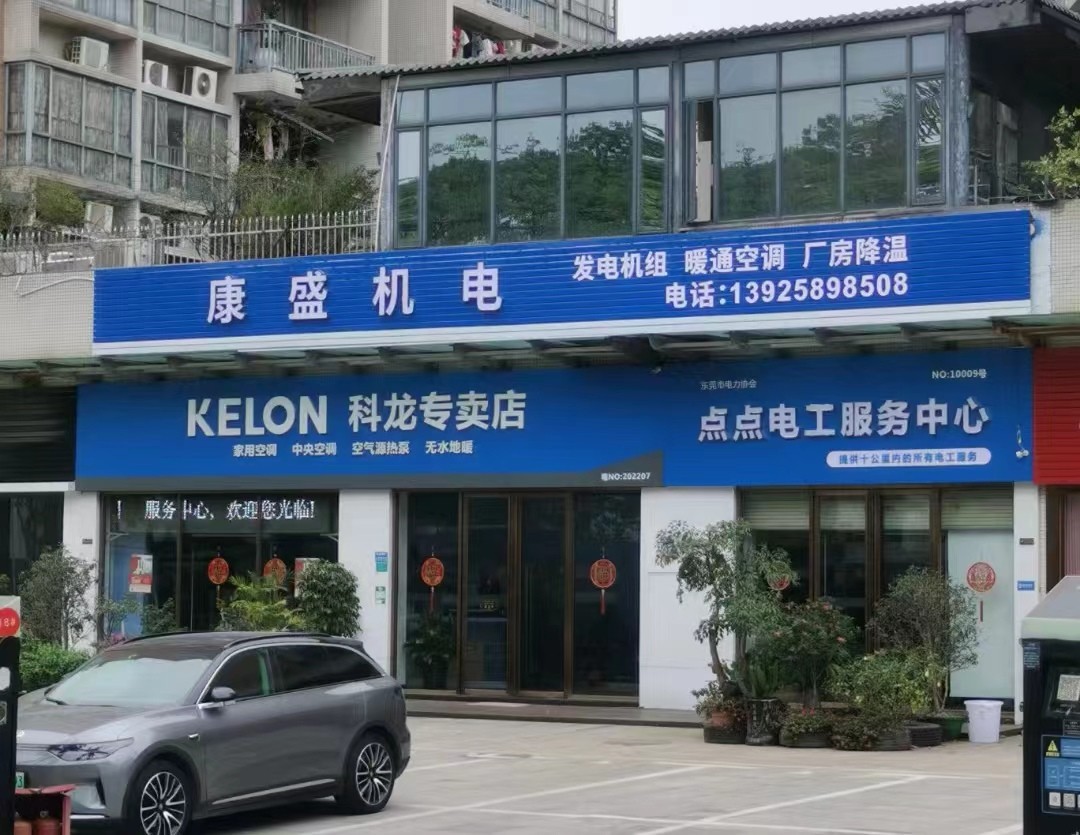 康盛机电
发电机组 暖通空调 厂房降温
电话:13925898508
KELON 科龙专卖店
家用空调 中央空调 空气源热泵 无水地暖
粤NO:202207
东莞市电力协会
NO:10009号
点点电工服务中心
提供十公里内的所有电工服务
服务中心,欢迎您光临!